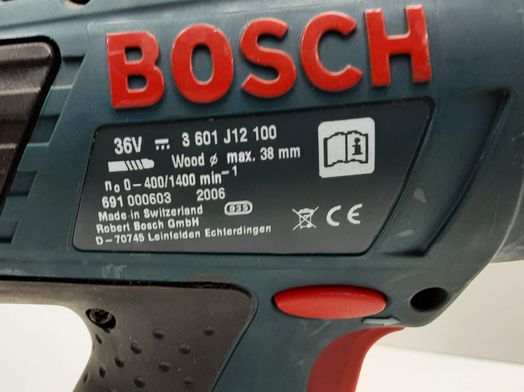 BOSCH
36V ⎓ 3 601 J12 100
Wood ø max. 38 mm
n₀ 0-400/1400 min⁻¹
691 000603 2006
Made in Switzerland 835
Robert Bosch GmbH
D-70745 Leinfelden Echterdingen
CE